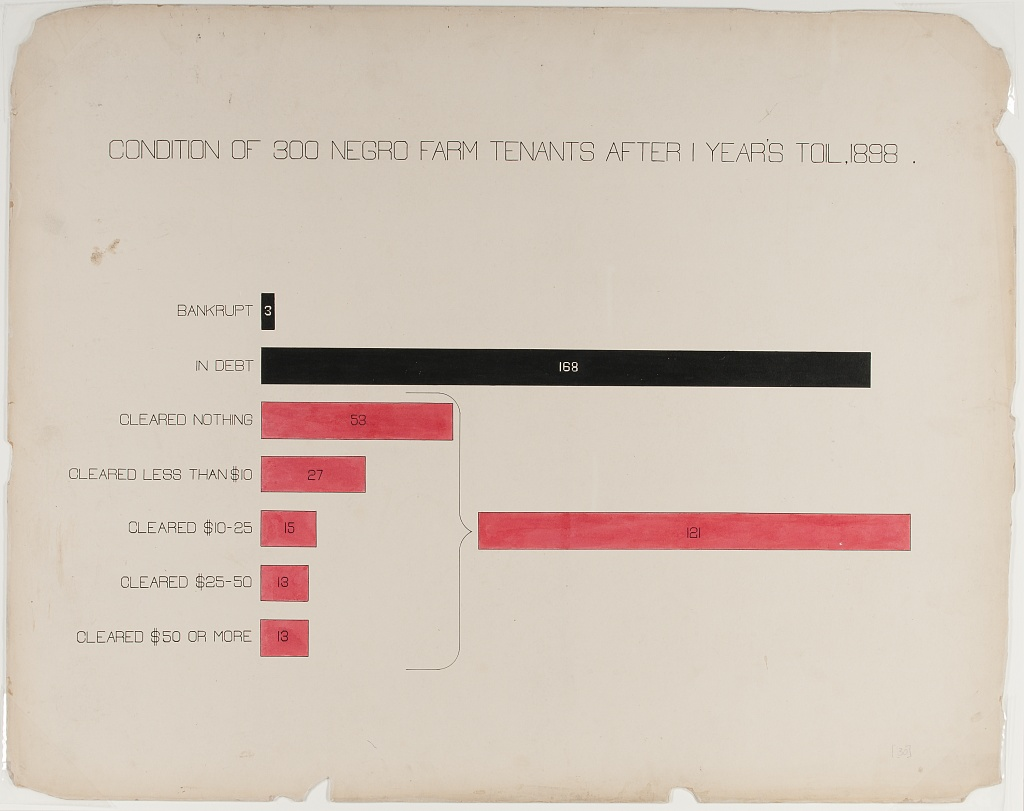 CONDITION OF 300 NEGRO FARM TENANTS AFTER 1 YEAR'S TOIL, 1898 .
BANKRUPT 3
IN DEBT 168
CLEARED NOTHING 53
CLEARED LESS THAN $10 27
CLEARED $10-25 15
121
CLEARED $25-50 13
CLEARED $50 OR MORE 13